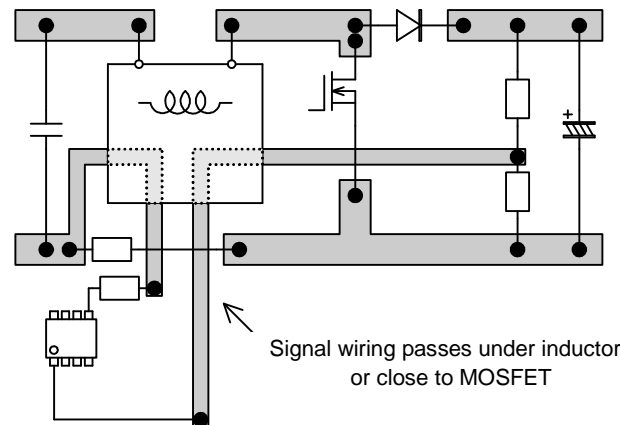 +
Signal wiring passes under inductor
or close to MOSFET